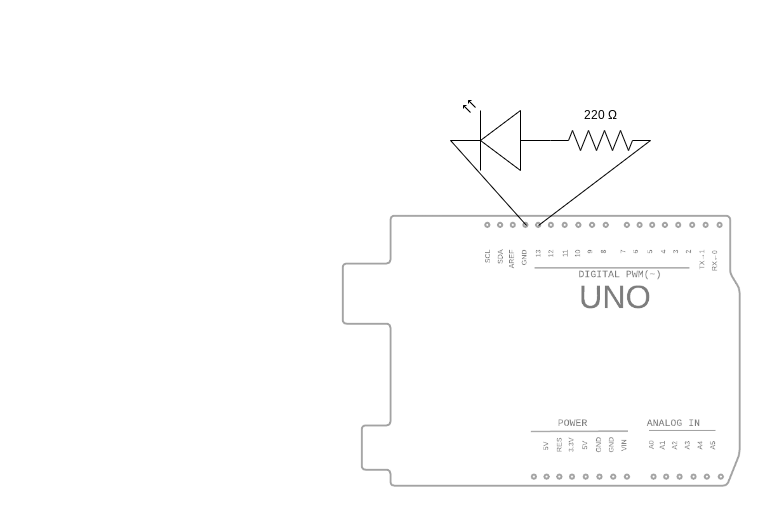 220 Ω
SCL SDA AREF GND 13 12 11 10 9 8 7 6 5 4 3 2 TX→1 RX←0
DIGITAL PWM(~)
UNO
POWER ANALOG IN
5V RES 3.3V 5V GND GND VIN A0 A1 A2 A3 A4 A5